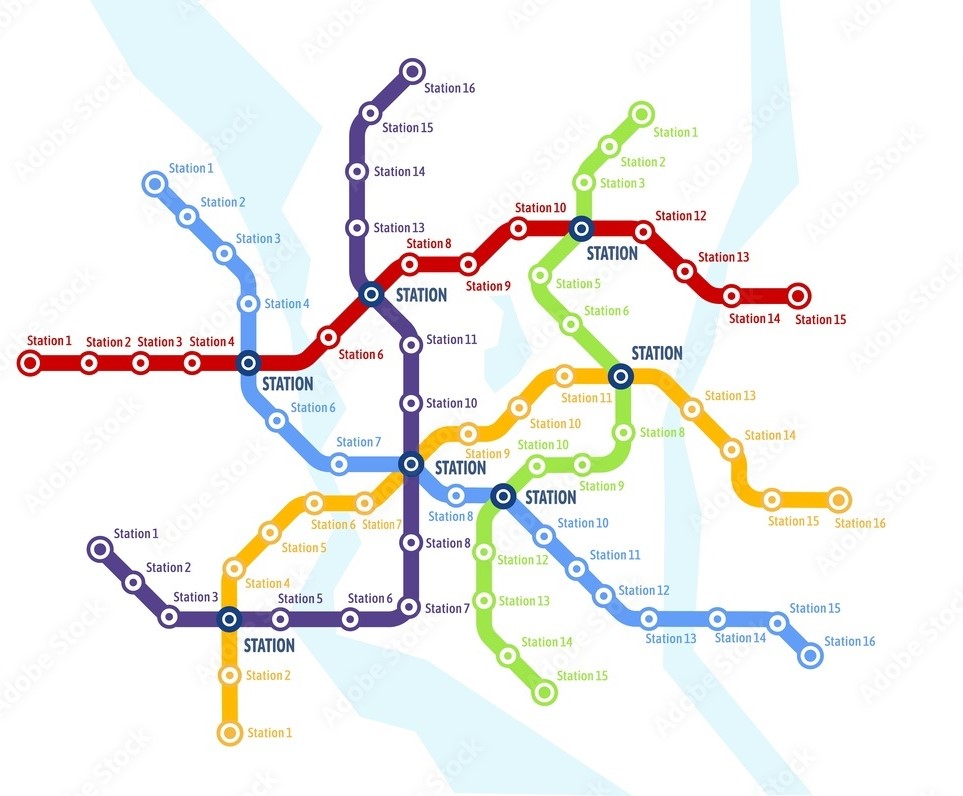 Station 16
Station 15
Station 1
Station 2
Station 1
Station 14
Station 3
Station 2
Station 10
Station 12
Station 13
Station 3
Station 8
STATION
Station 13
Station 5
Station 9
STATION
Station 4
Station 6
Station 14
Station 15
Station 1
Station 2
Station 3
Station 4
Station 11
Station 6
STATION
STATION
Station 11
Station 13
Station 10
Station 6
Station 10
Station 8
Station 14
Station 7
Station 9
Station 10
STATION
Station 9
STATION
Station 6
Station 7
Station 8
Station 15
Station 16
Station 10
Station 1
Station 5
Station 8
Station 11
Station 12
Station 2
Station 4
Station 12
Station 3
Station 5
Station 6
Station 7
Station 13
Station 15
STATION
Station 13
Station 14
Station 16
Station 14
Station 2
Station 15
Station 1
Adobe Stock